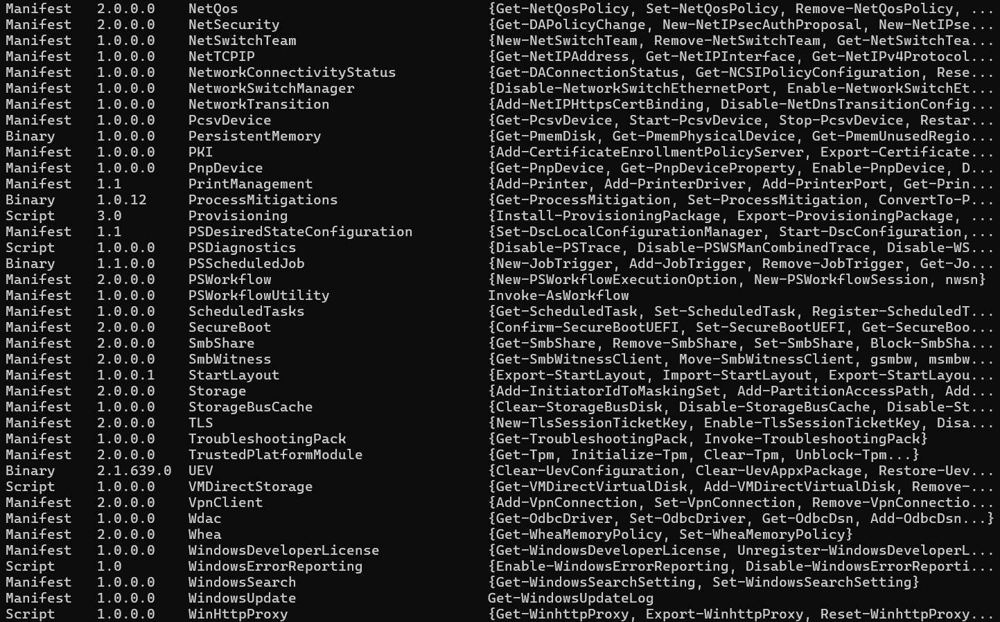 Manifest   2.0.0.0    NetQos                              {Get-NetQosPolicy, Set-NetQosPolicy, Remove-NetQosPolicy, ...
Manifest   2.0.0.0    NetSecurity                         {Get-DAPolicyChange, New-NetIPsecAuthProposal, New-NetIPse...
Manifest   1.0.0.0    NetSwitchTeam                       {New-NetSwitchTeam, Remove-NetSwitchTeam, Get-NetSwitchTea...
Manifest   1.0.0.0    NetTCPIP                            {Get-NetIPAddress, Get-NetIPInterface, Get-NetIPv4Protocol...
Manifest   1.0.0.0    NetworkConnectivityStatus           {Get-DAConnectionStatus, Get-NCSIPolicyConfiguration, Rese...
Manifest   1.0.0.0    NetworkSwitchManager                {Disable-NetworkSwitchEthernetPort, Enable-NetworkSwitchEt...
Manifest   1.0.0.0    NetworkTransition                   {Add-NetIPHttpsCertBinding, Disable-NetDnsTransitionConfig...
Manifest   1.0.0.0    PcsvDevice                          {Get-PcsvDevice, Start-PcsvDevice, Stop-PcsvDevice, Restar...
Binary     1.0.0.0    PersistentMemory                    {Get-PmemDisk, Get-PmemPhysicalDevice, Get-PmemUnusedRegio...
Manifest   1.0.0.0    PKI                                 {Add-CertificateEnrollmentPolicyServer, Export-Certificate...
Manifest   1.0.0.0    PnpDevice                           {Get-PnpDevice, Get-PnpDeviceProperty, Enable-PnpDevice, D...
Manifest   1.1        PrintManagement                     {Add-Printer, Add-PrinterDriver, Add-PrinterPort, Get-Prin...
Binary     1.0.12     ProcessMitigations                  {Get-ProcessMitigation, Set-ProcessMitigation, ConvertTo-P...
Script     3.0        Provisioning                        {Install-ProvisioningPackage, Export-ProvisioningPackage, ...
Manifest   1.1        PSDesiredStateConfiguration         {Set-DscLocalConfigurationManager, Start-DscConfiguration,...
Script     1.0.0.0    PSDiagnostics                       {Disable-PSTrace, Disable-PSWSManCombinedTrace, Disable-WS...
Binary     1.1.0.0    PSScheduledJob                      {New-JobTrigger, Add-JobTrigger, Remove-JobTrigger, Get-Jo...
Manifest   2.0.0.0    PSWorkflow                          {New-PSWorkflowExecutionOption, New-PSWorkflowSession, nwsn}
Manifest   1.0.0.0    PSWorkflowUtility                   Invoke-AsWorkflow
Manifest   1.0.0.0    ScheduledTasks                      {Get-ScheduledTask, Set-ScheduledTask, Register-ScheduledT...
Manifest   2.0.0.0    SecureBoot                          {Confirm-SecureBootUEFI, Set-SecureBootUEFI, Get-SecureBoo...
Manifest   2.0.0.0    SmbShare                            {Get-SmbShare, Remove-SmbShare, Set-SmbShare, Block-SmbSha...
Manifest   2.0.0.0    SmbWitness                          {Get-SmbWitnessClient, Move-SmbWitnessClient, gsmbw, msmbw...
Manifest   1.0.0.1    StartLayout                         {Export-StartLayout, Import-StartLayout, Export-StartLayou...
Manifest   2.0.0.0    Storage                             {Add-InitiatorIdToMaskingSet, Add-PartitionAccessPath, Add...
Manifest   1.0.0.0    StorageBusCache                     {Clear-StorageBusDisk, Disable-StorageBusCache, Disable-St...
Manifest   2.0.0.0    TLS                                 {New-TlsSessionTicketKey, Enable-TlsSessionTicketKey, Disa...
Manifest   1.0.0.0    TroubleshootingPack                 {Get-TroubleshootingPack, Invoke-TroubleshootingPack}
Manifest   2.0.0.0    TrustedPlatformModule               {Get-Tpm, Initialize-Tpm, Clear-Tpm, Unblock-Tpm...}
Binary     2.1.639.0  UEV                                 {Clear-UevConfiguration, Clear-UevAppxPackage, Restore-Uev...
Script     1.0.0.0    VMDirectStorage                     {Get-VMDirectVirtualDisk, Add-VMDirectVirtualDisk, Remove-...
Manifest   2.0.0.0    VpnClient                           {Add-VpnConnection, Set-VpnConnection, Remove-VpnConnectio...
Manifest   1.0.0.0    Wdac                                {Get-OdbcDriver, Set-OdbcDriver, Get-OdbcDsn, Add-OdbcDsn...}
Manifest   2.0.0.0    Whea                                {Get-WheaMemoryPolicy, Set-WheaMemoryPolicy}
Manifest   1.0.0.0    WindowsDeveloperLicense             {Get-WindowsDeveloperLicense, Unregister-WindowsDeveloperL...
Script     1.0        WindowsErrorReporting               {Enable-WindowsErrorReporting, Disable-WindowsErrorReporti...
Manifest   1.0.0.0    WindowsSearch                       {Get-WindowsSearchSetting, Set-WindowsSearchSetting}
Manifest   1.0.0.0    WindowsUpdate                       Get-WindowsUpdateLog
Script     1.0.0.0    WinHttpProxy                        {Get-WinhttpProxy, Export-WinhttpProxy, Reset-WinhttpProxy...